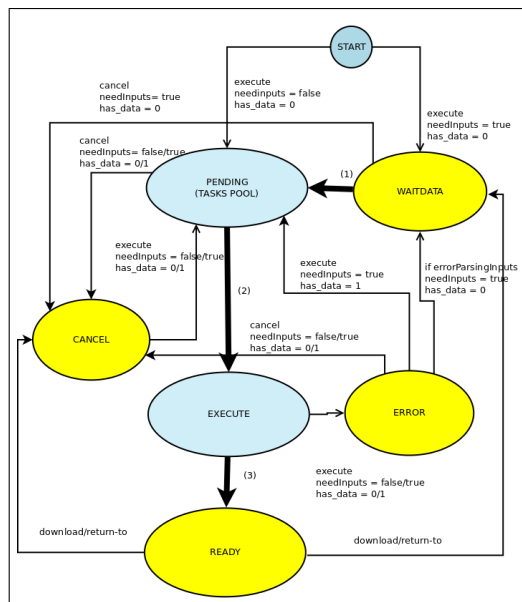 START
cancel
needInputs= true
has_data = 0
execute
needinputs = false
has_data = 0
execute
needInputs = true
has_data = 0
cancel
needInputs= false/true
has_data = 0/1
PENDING
(TASKS POOL)
(1)
WAITDATA
execute
needInputs = false/true
has_data = 0/1
(2)
execute
needInputs = true
has_data = 1
if errorParsingInputs
needInputs = true
has_data = 0
CANCEL
cancel
needInputs = false/true
has_data = 0/1
EXECUTE
ERROR
(3)
execute
needInputs = false/true
has_data = 0/1
download/return-to
READY
download/return-to